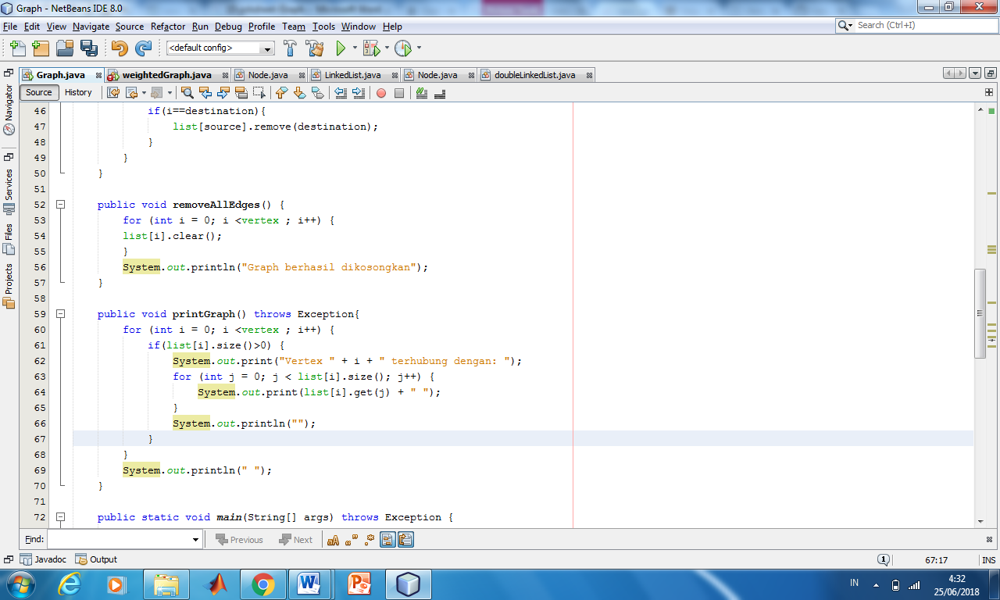 Graph - NetBeans IDE 8.0
File Edit View Navigate Source Refactor Run Debug Profile Team Tools Window Help
Search (Ctrl+I)
<default config>
Graph.java weightedGraph.java Node.java LinkedList.java Node.java doubleLinkedList.java
Source History
Navigator
Services
Files
Projects
46 if(i==destination){
47 list[source].remove(destination);
48 }
49 }
50 }
51
52 public void removeAllEdges() {
53 for (int i = 0; i <vertex ; i++) {
54 list[i].clear();
55 }
56 System.out.println("Graph berhasil dikosongkan");
57 }
58
59 public void printGraph() throws Exception{
60 for (int i = 0; i <vertex ; i++) {
61 if(list[i].size()>0) {
62 System.out.print("Vertex " + i + " terhubung dengan: ");
63 for (int j = 0; j < list[i].size(); j++) {
64 System.out.print(list[i].get(j) + " ");
65 }
66 System.out.println("");
67 }
68 }
69 System.out.println(" ");
70 }
71
72 public static void main(String[] args) throws Exception {
Find: Previous Next
Javadoc Output
1 67:17 INS
IN 4:32
25/06/2018